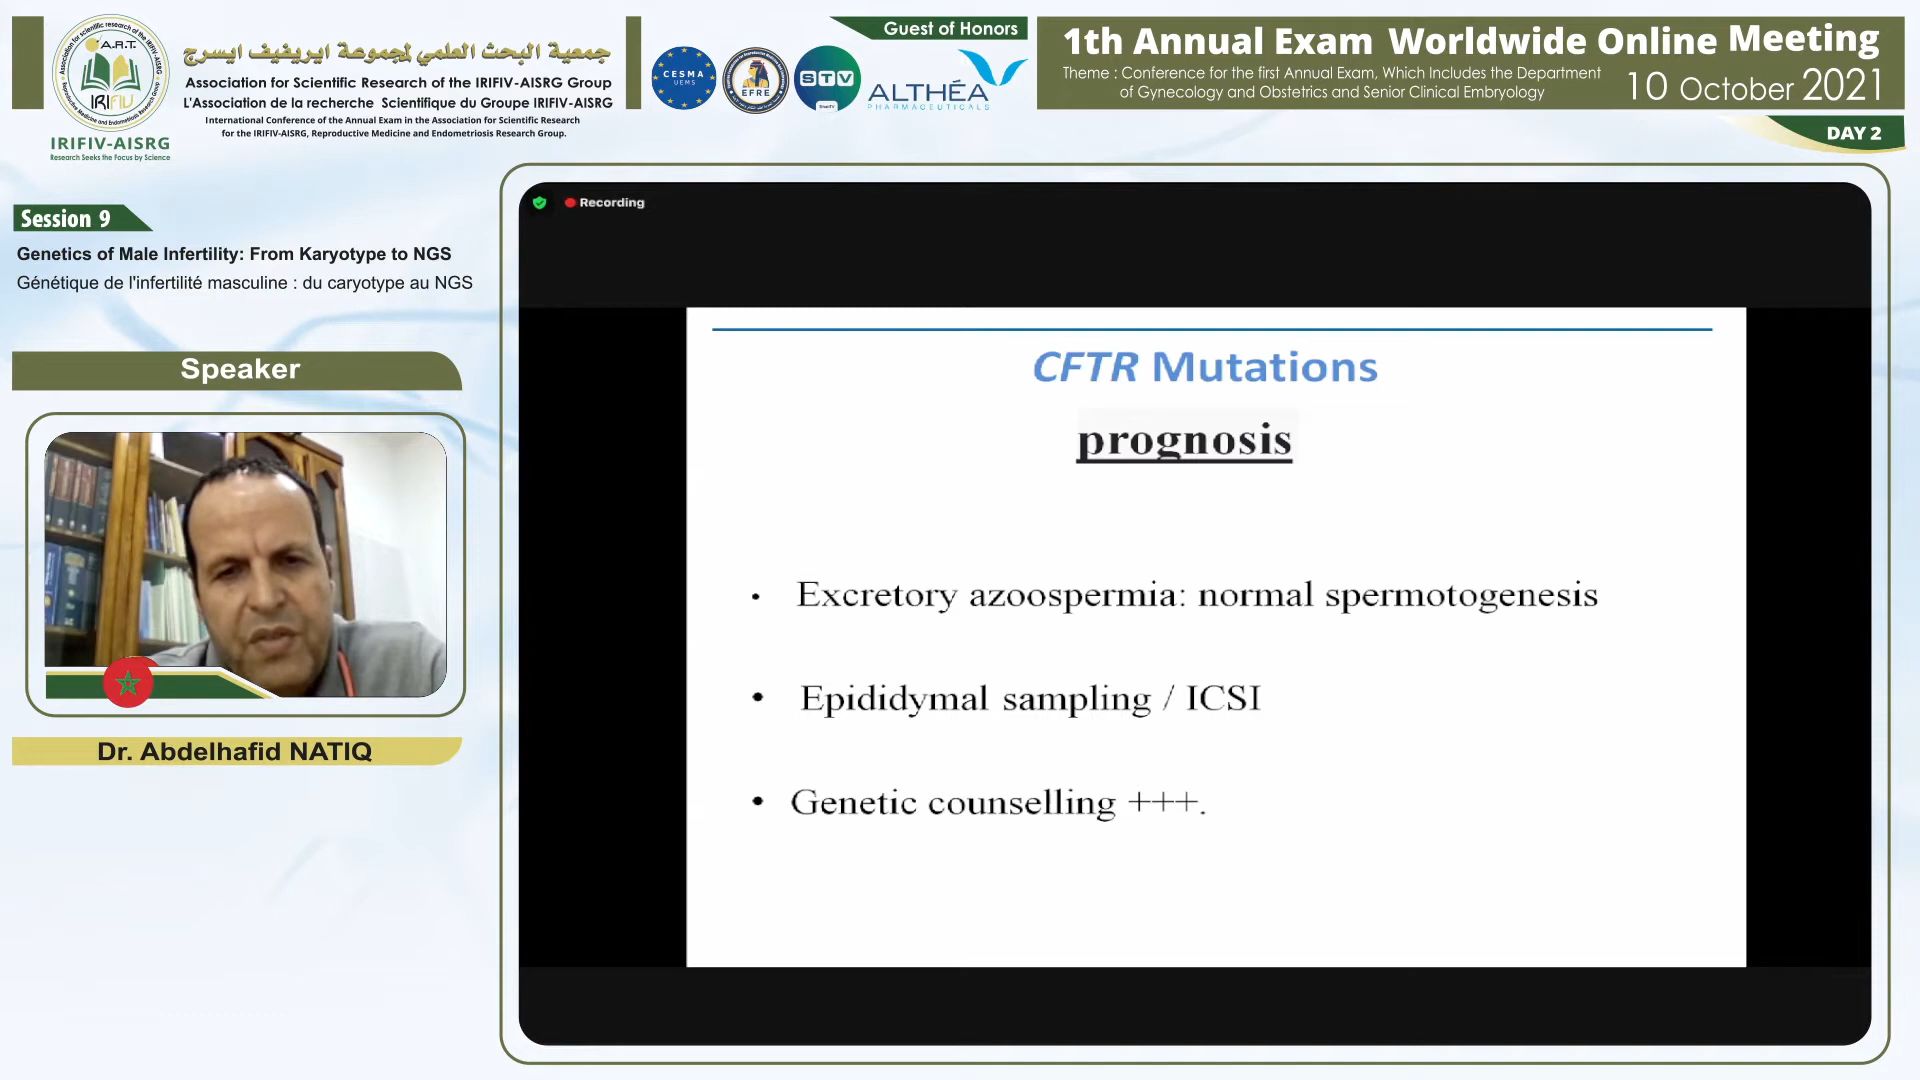 A.R.T.
IRIFIV
IRIFIV-AISRG
Research Seeks the Focus by Science
جمعية البحث العلمي لمجموعة ايريفيف ايسرج
Association for Scientific Research of the IRIFIV-AISRG Group
L'Association de la recherche Scientifique du Groupe IRIFIV-AISRG
International Conference of the Annual Exam in the Association for Scientific Research
for the IRIFIV-AISRG, Reproductive Medicine and Endometriosis Research Group.
Guest of Honors
CESMA
UEMS
EFRE
STV
ALTHÉA
PHARMACEUTICALS
1th Annual Exam Worldwide Online Meeting
Theme : Conference for the first Annual Exam, Which Includes the Department
of Gynecology and Obstetrics and Senior Clinical Embryology
10 October 2021
DAY 2
Session 9
Genetics of Male Infertility: From Karyotype to NGS
Génétique de l'infertilité masculine : du caryotype au NGS
Speaker
Dr. Abdelhafid NATIQ
Recording
CFTR Mutations
prognosis
• Excretory azoospermia: normal spermotogenesis
• Epididymal sampling / ICSI
• Genetic counselling +++.